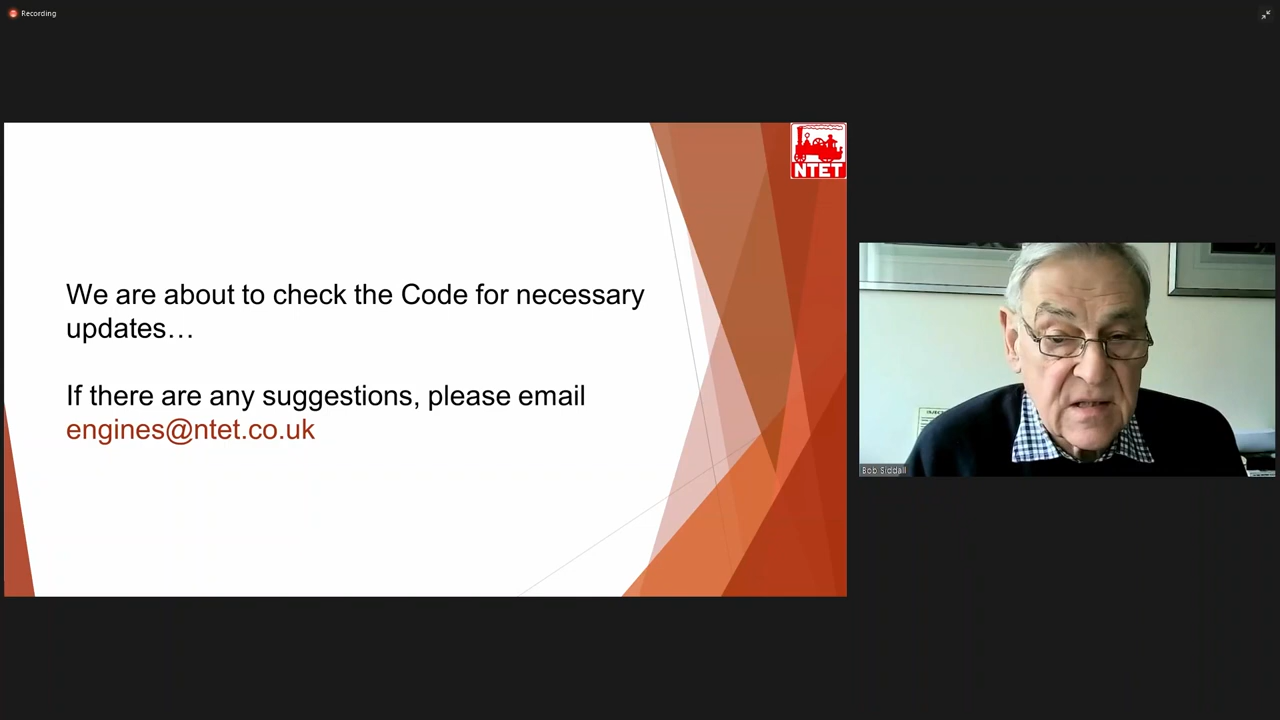 Recording
NTET
We are about to check the Code for necessary
updates…
If there are any suggestions, please email
engines@ntet.co.uk
Bob Siddall